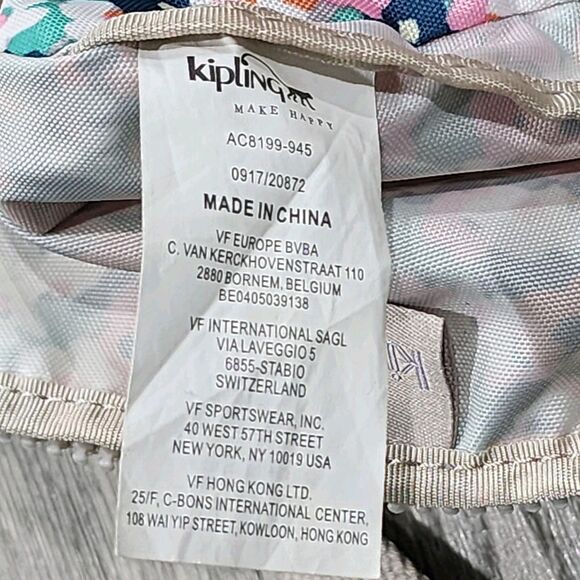 kipling
MAKE HAPPY
AC8199-945
0917/20872
MADE IN CHINA
VF EUROPE BVBA
C. VAN KERCKHOVENSTRAAT 110
2880 BORNEM, BELGIUM
BE0405039138
VF INTERNATIONAL SAGL
VIA LAVEGGIO 5
6855-STABIO
SWITZERLAND
VF SPORTSWEAR, INC.
40 WEST 57TH STREET
NEW YORK, NY 10019 USA
VF HONG KONG LTD.
25/F, C-BONS INTERNATIONAL CENTER,
108 WAI YIP STREET, KOWLOON, HONG KONG